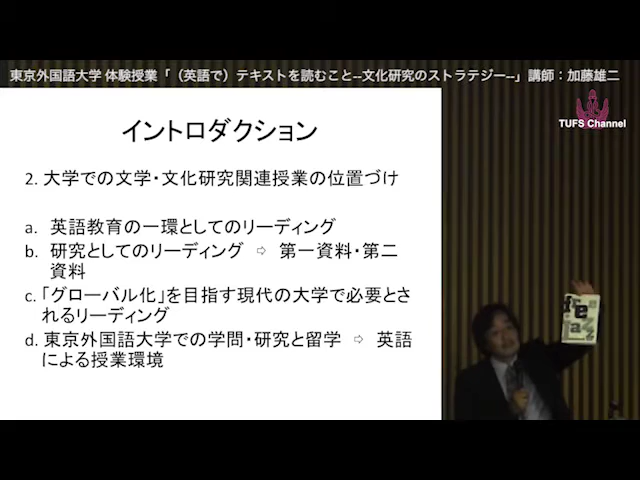 東京外国語大学 体験授業「（英語で）テキストを読むこと--文化研究のストラテジー--」講師：加藤雄二
TUFS Channel
イントロダクション
2. 大学での文学・文化研究関連授業の位置づけ
a. 英語教育の一環としてのリーディング
b. 研究としてのリーディング ⇨ 第一資料・第二
資料
c. 「グローバル化」を目指す現代の大学で必要とさ
れるリーディング
d. 東京外国語大学での学問・研究と留学 ⇨ 英語
による授業環境